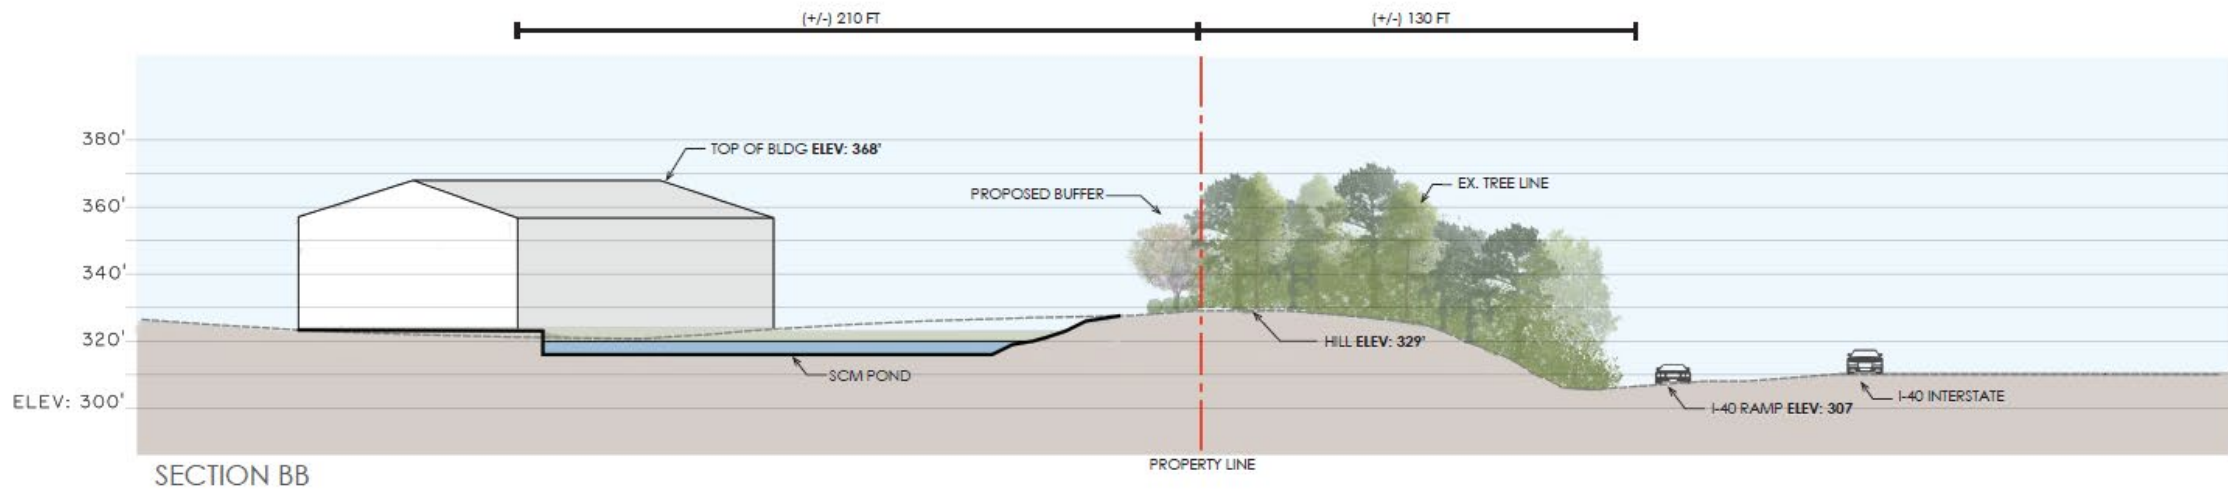 (+/-) 210 FT
(+/-) 130 FT
380'
TOP OF BLDG ELEV: 368'
PROPOSED BUFFER
EX. TREE LINE
360'
340'
320'
HILL ELEV: 329'
SCM POND
ELEV: 300'
I-40 RAMP ELEV: 307
I-40 INTERSTATE
PROPERTY LINE
SECTION BB